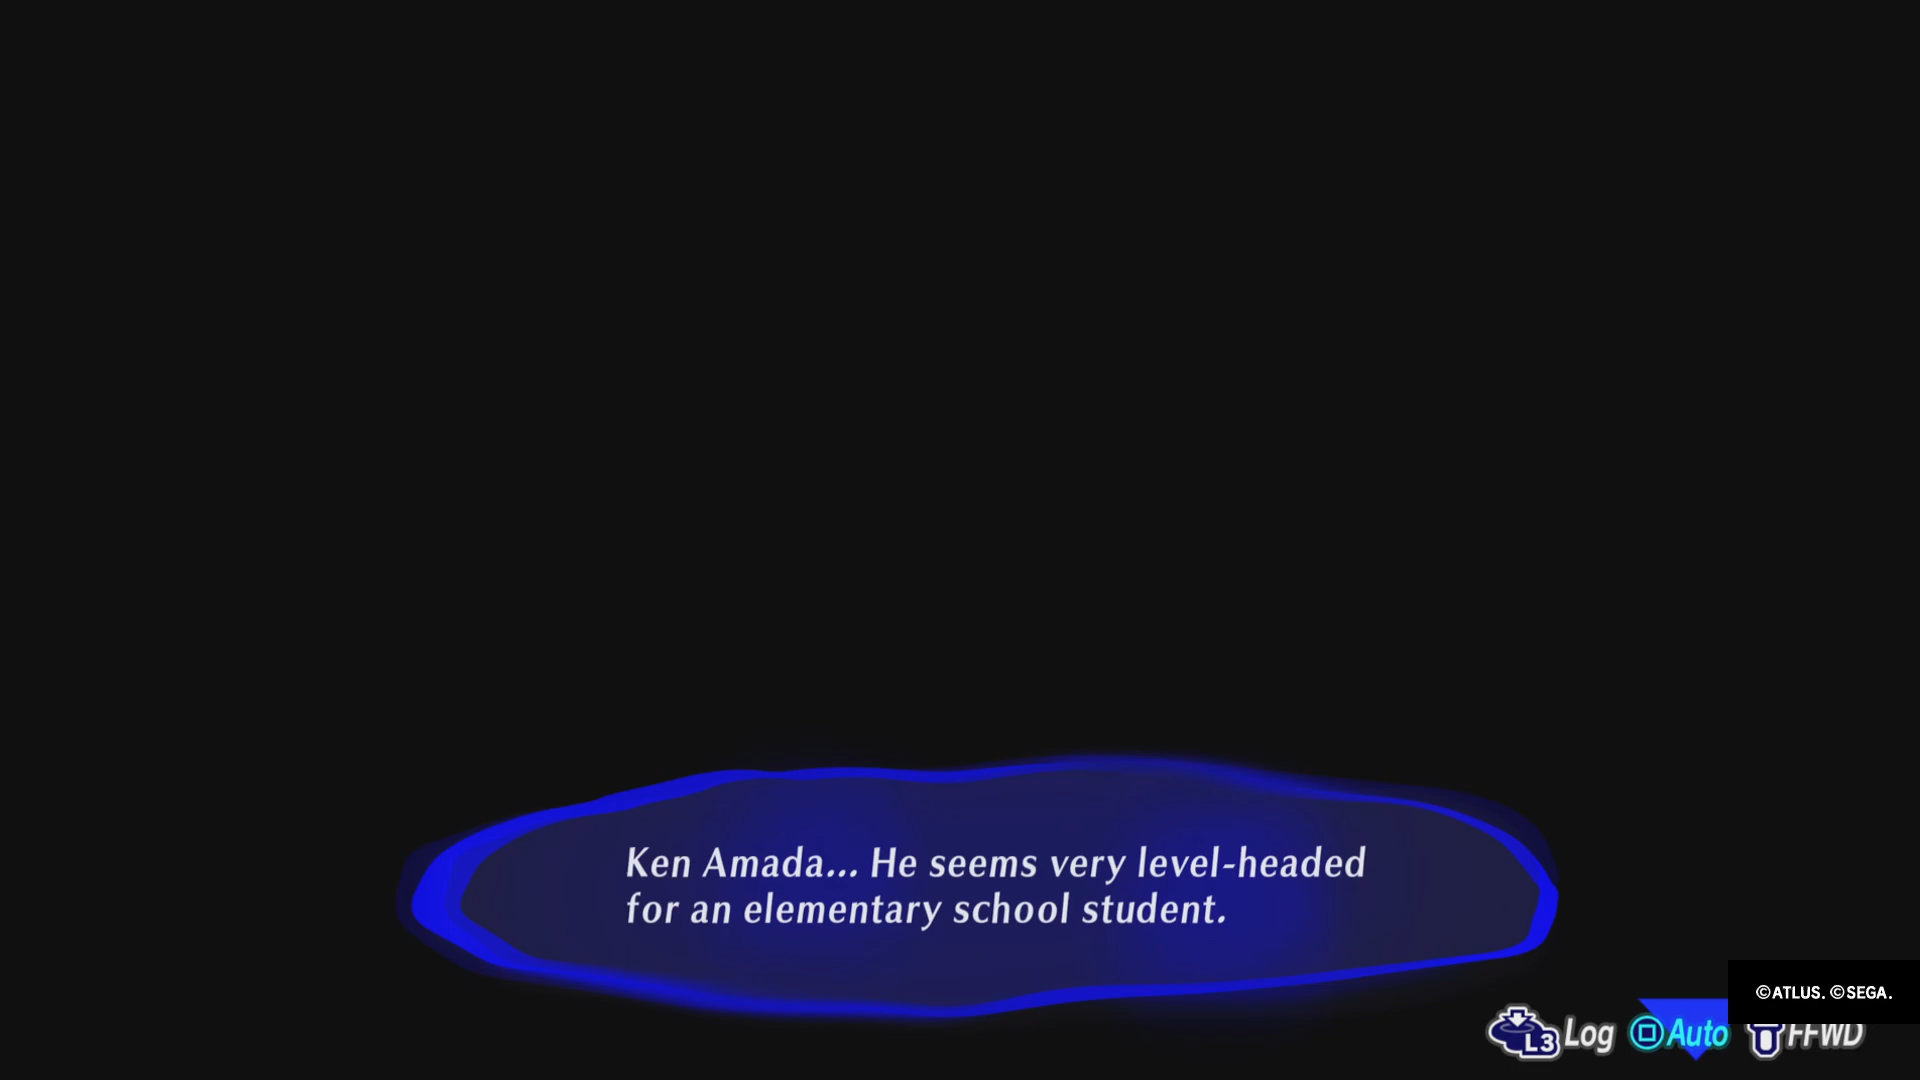 Ken Amada... He seems very level-headed
for an elementary school student.
©ATLUS. ©SEGA.
L3 Log Auto FFWD